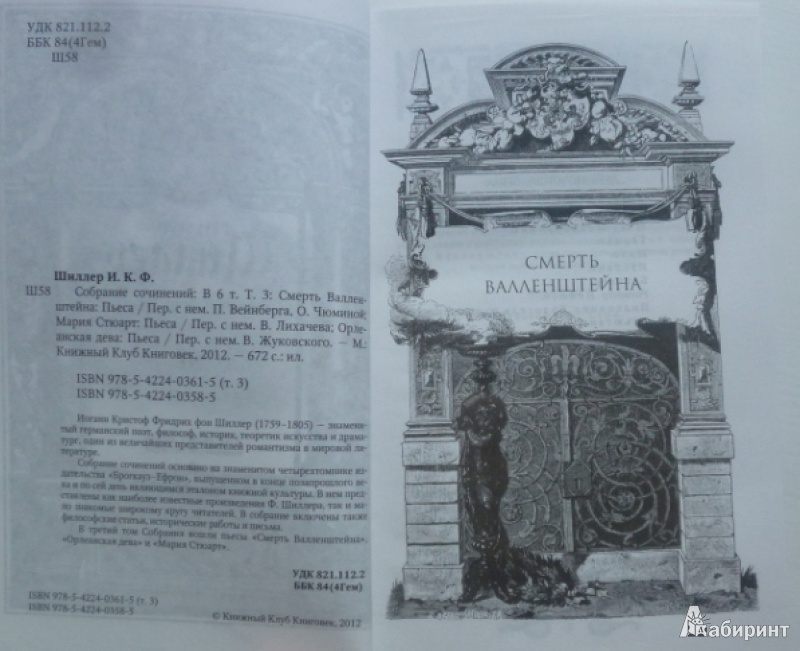 УДК 821.112.2
ББК 84(4Гем)
Ш58
Шиллер И. К. Ф.
Ш58 Собрание сочинений: В 6 т. Т. 3: Смерть Валлен-
штейна: Пьеса / Пер. с нем. П. Вейнберга, О. Чюминой;
Мария Стюарт: Пьеса / Пер. с нем. В. Лихачева; Орле-
анская дева: Пьеса / Пер. с нем. В. Жуковского. — М.:
Книжный Клуб Книговек, 2012. — 672 с.: ил.
ISBN 978-5-4224-0361-5 (т. 3)
ISBN 978-5-4224-0358-5
Иоганн Кристоф Фридрих фон Шиллер (1759–1805) — знамени-
тый германский поэт, философ, историк, теоретик искусства и драма-
тург, один из величайших представителей романтизма в мировой ли-
тературе.
Собрание сочинений основано на знаменитом четырехтомнике из-
дательства «Брокгауз–Ефрон», выпущенном в конце позапрошлого ве-
ка и по сей день являющимся эталоном книжной культуры. В нем пред-
ставлены как наиболее известные произведения Ф. Шиллера, так и ма-
ло знакомые широкому кругу читателей. В собрание включены также
философские статьи, исторические работы и письма.
В третий том Собрания вошли пьесы «Смерть Валленштейна»,
«Орлеанская дева» и «Мария Стюарт».
УДК 821.112.2
ББК 84(4Гем)
ISBN 978-5-4224-0361-5 (т. 3)
ISBN 978-5-4224-0358-5
© Книжный Клуб Книговек, 2012
СМЕРТЬ
ВАЛЛЕНШТЕЙНА
Лабиринт